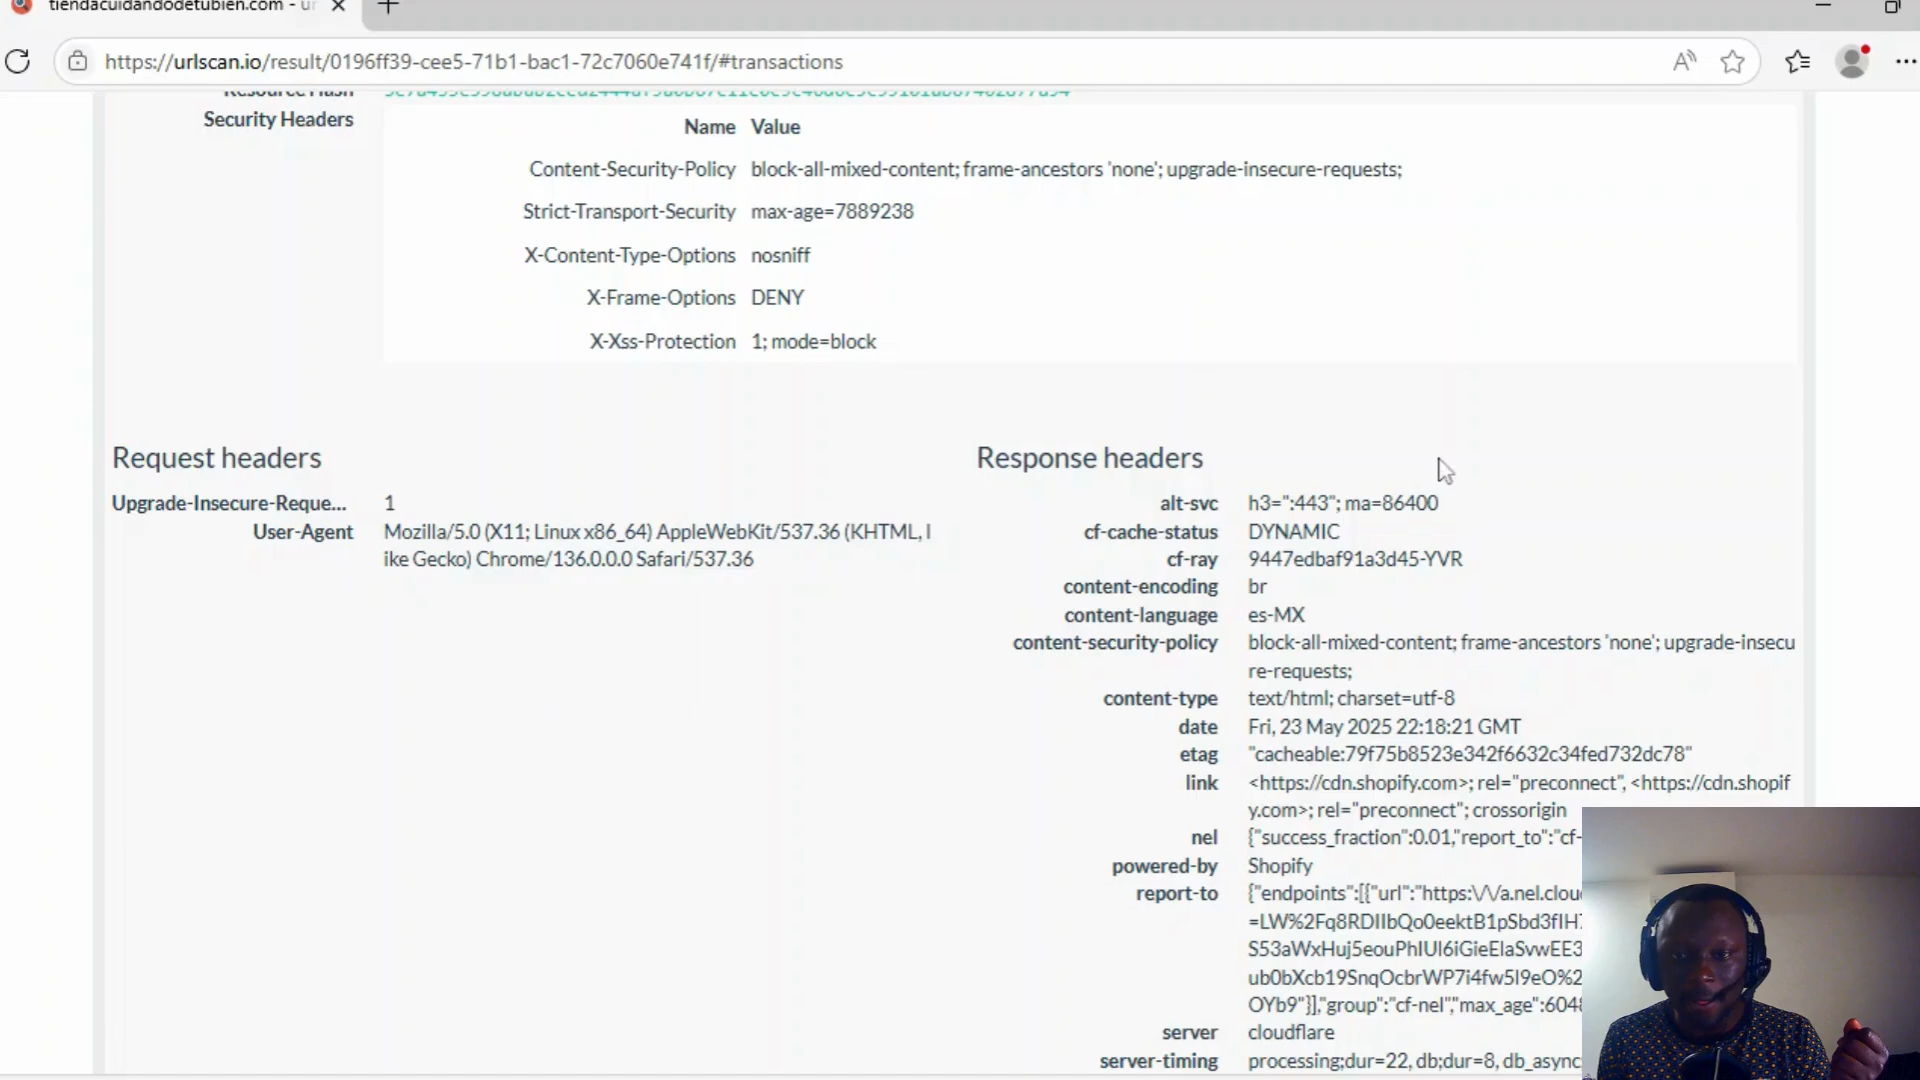 tiendacuidandodetubien.com - ur
https://urlscan.io/result/0196ff39-cee5-71b1-bac1-72c7060e741f/#transactions
Resource Hash
Security Headers
Name Value
Content-Security-Policy block-all-mixed-content; frame-ancestors 'none'; upgrade-insecure-requests;
Strict-Transport-Security max-age=7889238
X-Content-Type-Options nosniff
X-Frame-Options DENY
X-Xss-Protection 1; mode=block
Request headers
Upgrade-Insecure-Reque... 1
User-Agent Mozilla/5.0 (X11; Linux x86_64) AppleWebKit/537.36 (KHTML, l
ike Gecko) Chrome/136.0.0.0 Safari/537.36
Response headers
alt-svc h3=":443"; ma=86400
cf-cache-status DYNAMIC
cf-ray 9447edbaf91a3d45-YVR
content-encoding br
content-language es-MX
content-security-policy block-all-mixed-content; frame-ancestors 'none'; upgrade-insecu
re-requests;
content-type text/html; charset=utf-8
date Fri, 23 May 2025 22:18:21 GMT
etag "cacheable:79f75b8523e342f6632c34fed732dc78"
link <https://cdn.shopify.com>; rel="preconnect", <https://cdn.shopif
y.com>; rel="preconnect"; crossorigin
nel {"success_fraction":0.01,"report_to":"cf-
powered-by Shopify
report-to {"endpoints":[{"url":"https:\/\/a.nel.clou
=LW%2Fq8RDIIbQo0eektB1pSbd3fIH
S53aWxHuj5eouPhIUl6iGieElaSvwEE3
ub0bXcb19SnqOcbrWP7i4fw5I9eO%2
OYb9"}],"group":"cf-nel","max_age":6048
server cloudflare
server-timing processing;dur=22, db;dur=8, db_async